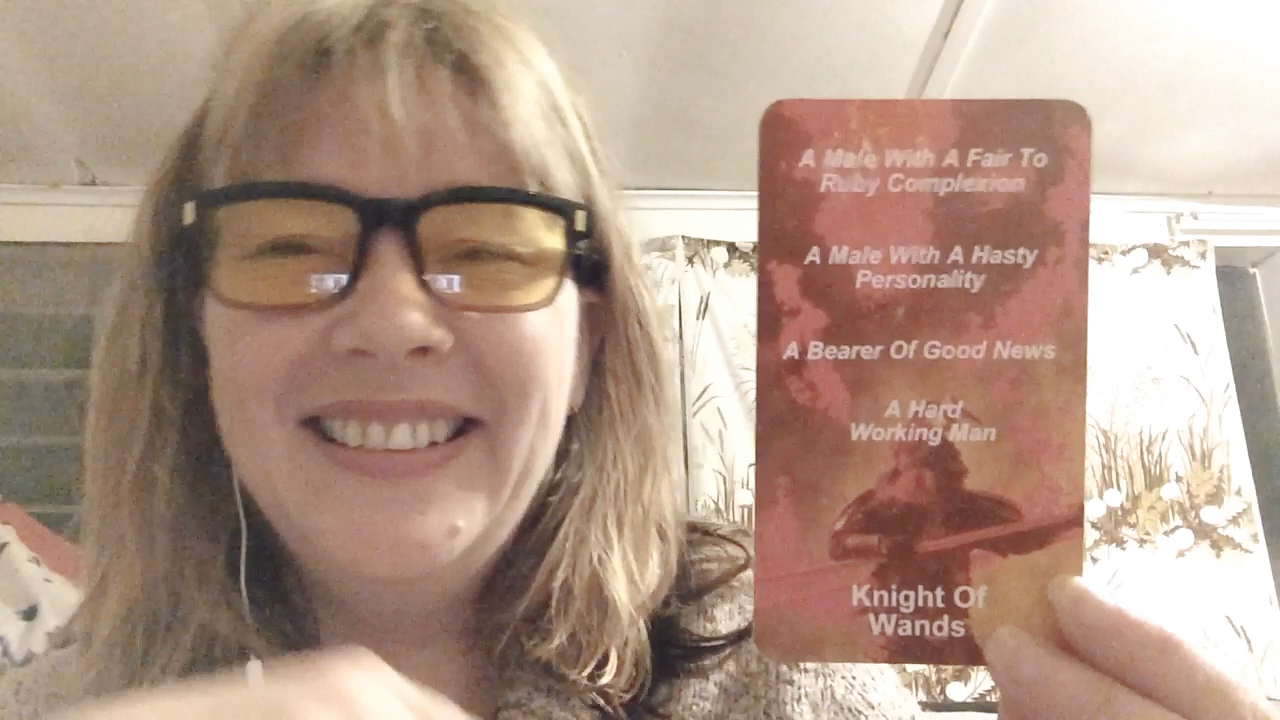 A Male With A Fair To
Ruby Complexion
A Male With A Hasty
Personality
A Bearer Of Good News
A Hard
Working Man
Knight Of
Wands